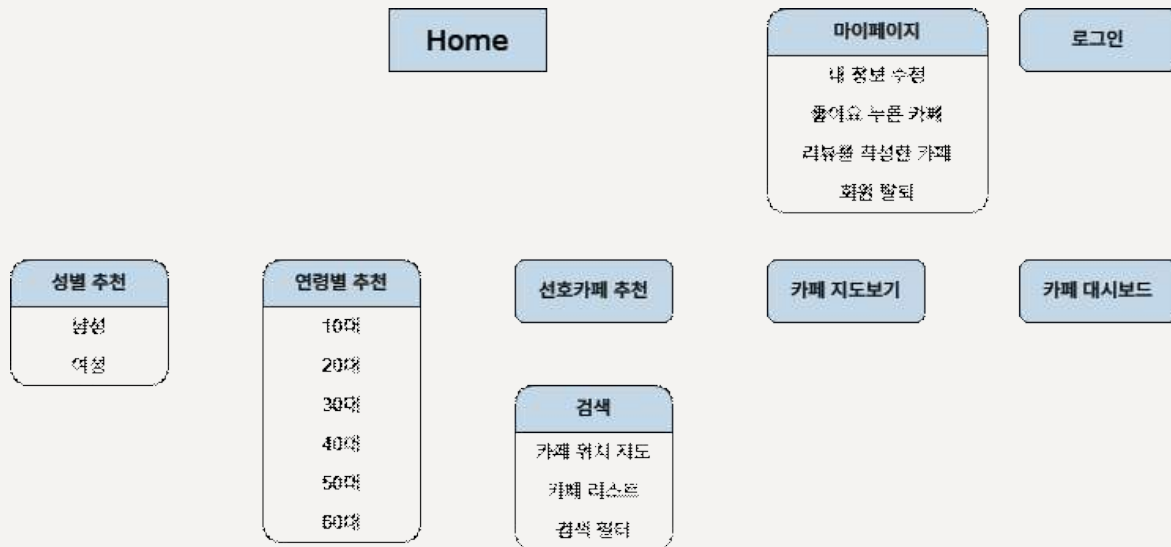 Home
마이페이지
내 정보 수정
좋아요 누른 카페
리뷰를 작성한 카페
회원 탈퇴
로그인
성별 추천
남성
여성
연령별 추천
10대
20대
30대
40대
50대
60대
선호카페 추천
검색
카페 위치 지도
카페 리스트
검색 필터
카페 지도보기
카페 대시보드